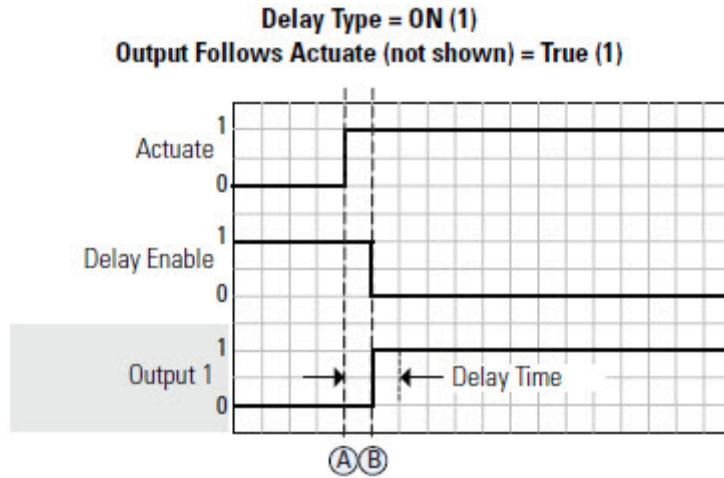 Delay Type = ON (1)
Output Follows Actuate (not shown) = True (1)
1
Actuate
0
1
Delay Enable
0
1
Output 1
Delay Time
0
A B